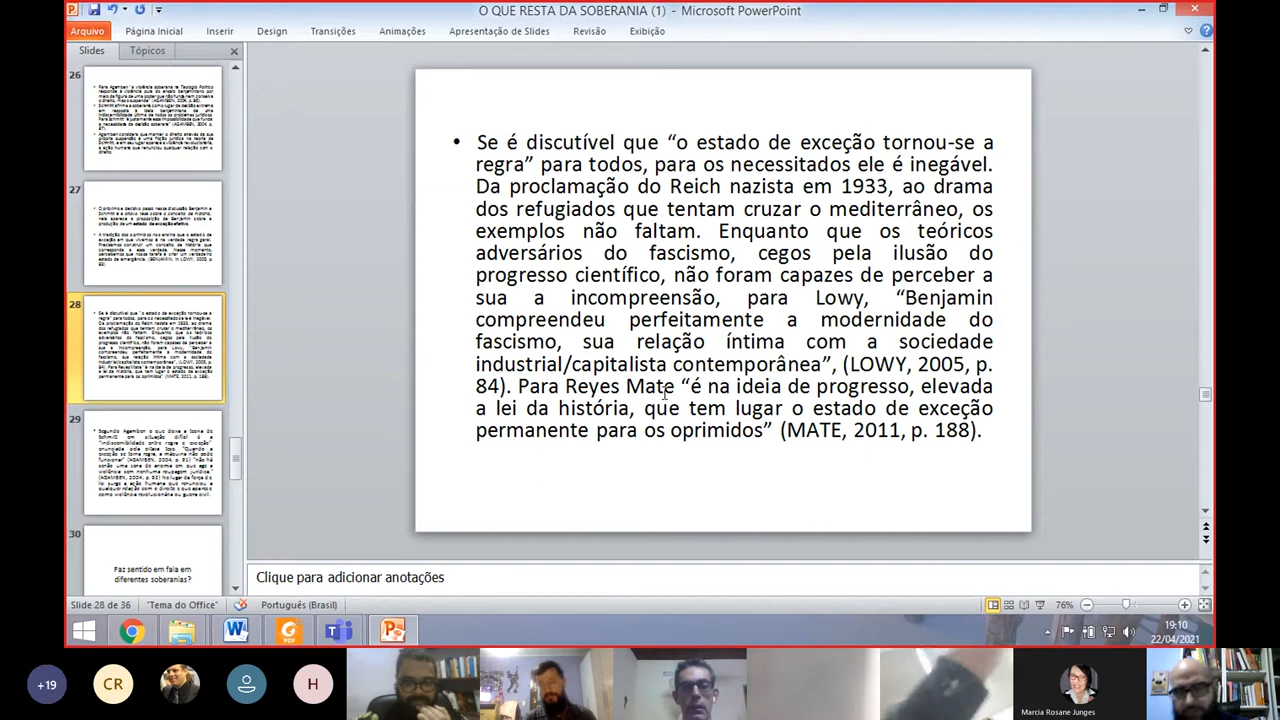 O QUE RESTA DA SOBERANIA (1) - Microsoft PowerPoint
Arquivo Página Inicial Inserir Design Transições Animações Apresentação de Slides Revisão Exibição
Slides Tópicos
26
27
28
29
30
Faz sentido em fala em
diferentes soberanias?
• Se é discutível que “o estado de exceção tornou-se a
regra” para todos, para os necessitados ele é inegável.
Da proclamação do Reich nazista em 1933, ao drama
dos refugiados que tentam cruzar o mediterrâneo, os
exemplos não faltam. Enquanto que os teóricos
adversários do fascismo, cegos pela ilusão do
progresso científico, não foram capazes de perceber a
sua a incompreensão, para Lowy, “Benjamin
compreendeu perfeitamente a modernidade do
fascismo, sua relação íntima com a sociedade
industrial/capitalista contemporânea”, (LOWY, 2005, p.
84). Para Reyes Mate “é na ideia de progresso, elevada
a lei da história, que tem lugar o estado de exceção
permanente para os oprimidos” (MATE, 2011, p. 188).
Clique para adicionar anotações
Slide 28 de 36 "Tema do Office" Português (Brasil) 76%
19:10
22/04/2021
+19 CR H
Marcia Rosane Junges